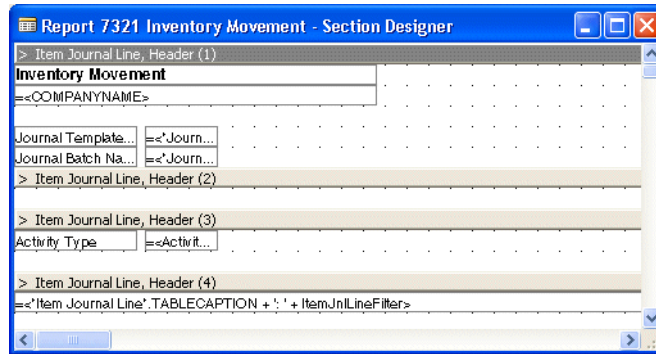 Report 7321 Inventory Movement - Section Designer
> Item Journal Line, Header (1)
Inventory Movement
=<COMPANYNAME>
Journal Template... =<"Journ...
Journal Batch Na... =<"Journ...
> Item Journal Line, Header (2)
> Item Journal Line, Header (3)
Activity Type =<Activit...
> Item Journal Line, Header (4)
=<"Item Journal Line".TABLECAPTION + ': ' + ItemJnlLineFilter>